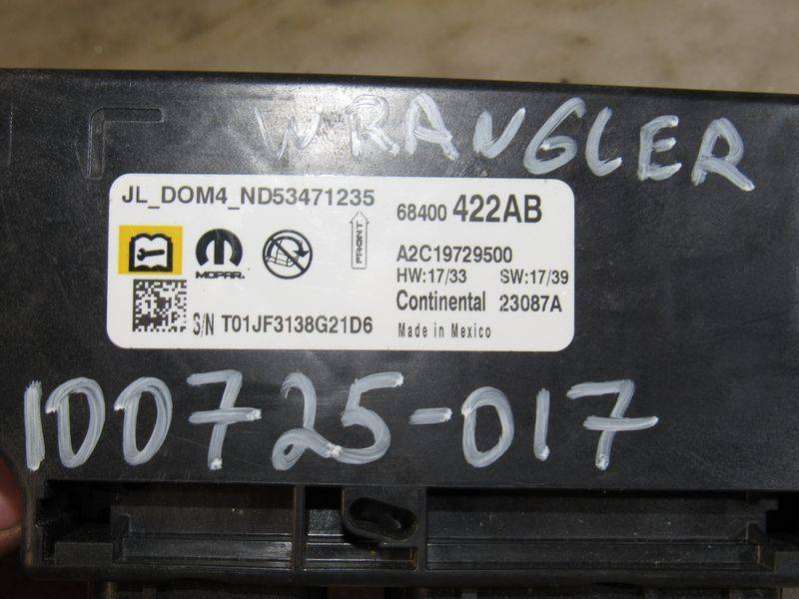 WRANGLER
JL_DOM4_ND53471235
68400 422AB
FRONT
MOPAR
A2C19729500
HW:17/33 SW:17/39
Continental 23087A
S/N T01JF3138G21D6
Made in Mexico
100725-017